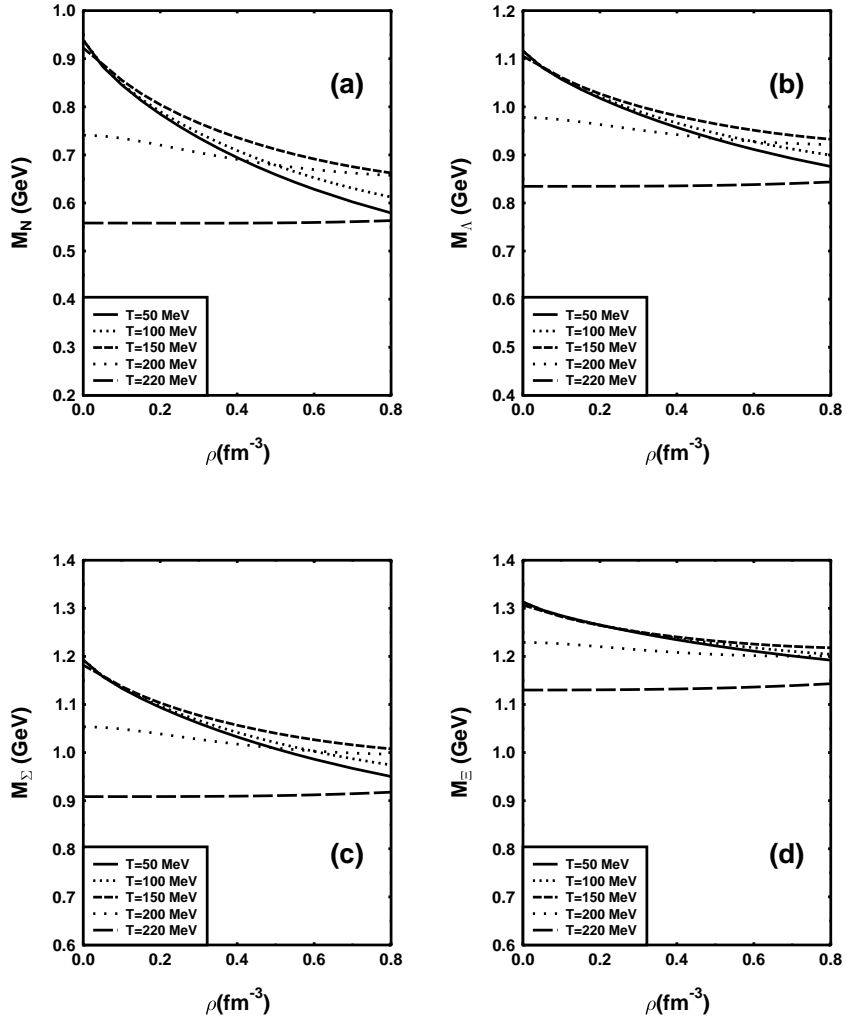 1.0
0.9
0.8
0.7
0.6
0.5
0.4
0.3
0.2
M_N (GeV)
(a)
T=50 MeV
T=100 MeV
T=150 MeV
T=200 MeV
T=220 MeV
0.0 0.2 0.4 0.6 0.8
ρ(fm⁻³)
1.2
1.1
1.0
0.9
0.8
0.7
0.6
0.5
0.4
M_Λ (GeV)
(b)
T=50 MeV
T=100 MeV
T=150 MeV
T=200 MeV
T=220 MeV
0.0 0.2 0.4 0.6 0.8
ρ(fm⁻³)
1.4
1.3
1.2
1.1
1.0
0.9
0.8
0.7
0.6
M_Σ (GeV)
(c)
T=50 MeV
T=100 MeV
T=150 MeV
T=200 MeV
T=220 MeV
0.0 0.2 0.4 0.6 0.8
ρ(fm⁻³)
1.4
1.3
1.2
1.1
1.0
0.9
0.8
0.7
0.6
M_Ξ (GeV)
(d)
T=50 MeV
T=100 MeV
T=150 MeV
T=200 MeV
T=220 MeV
0.0 0.2 0.4 0.6 0.8
ρ(fm⁻³)